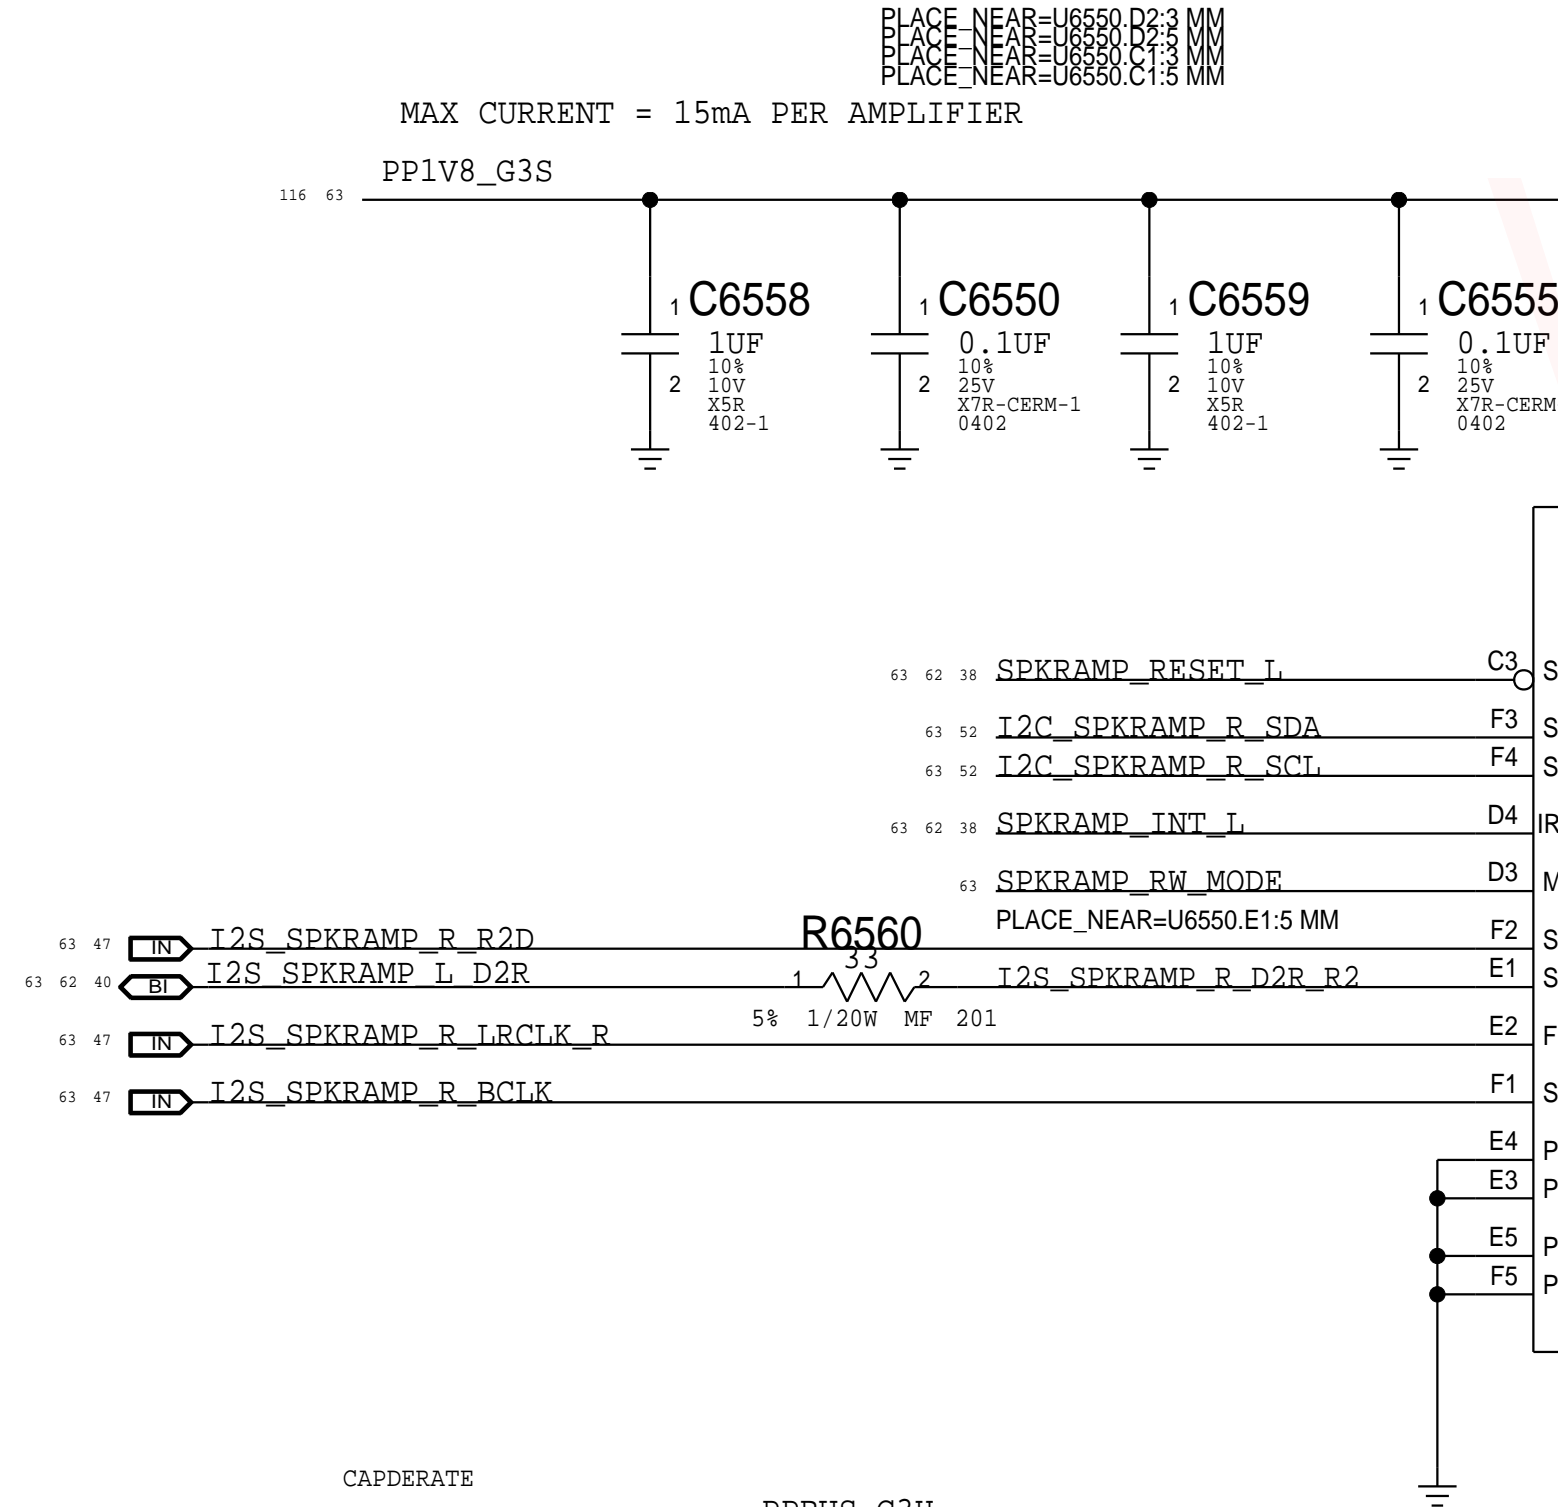 PLACE_NEAR=U6550.D2:3 MM
PLACE_NEAR=U6550.D2:5 MM
PLACE_NEAR=U6550.C1:3 MM
PLACE_NEAR=U6550.C1:5 MM
MAX CURRENT = 15mA PER AMPLIFIER
PP1V8_G3S
116 63
1 C6558
1UF
10%
2 10V
X5R
402-1
1 C6550
0.1UF
10%
2 25V
X7R-CERM-1
0402
1 C6559
1UF
10%
2 10V
X5R
402-1
1 C6555
0.1UF
10%
2 25V
X7R-CERM
0402
63 62 38 SPKRAMP_RESET_L C3 S
63 52 I2C_SPKRAMP_R_SDA F3 S
63 52 I2C_SPKRAMP_R_SCL F4 S
63 62 38 SPKRAMP_INT_L D4 IR
63 SPKRAMP_RW_MODE D3 M
PLACE_NEAR=U6550.E1:5 MM
63 47 IN I2S_SPKRAMP_R_R2D R6560 F2 S
33
63 62 40 BI I2S_SPKRAMP_L_D2R 1 2 I2S_SPKRAMP_R_D2R_R2 E1 S
5% 1/20W MF 201
63 47 IN I2S_SPKRAMP_R_LRCLK_R E2 F
63 47 IN I2S_SPKRAMP_R_BCLK F1 S
E4 P
E3 P
E5 P
F5 P
CAPDERATE
PPBUS_G3H